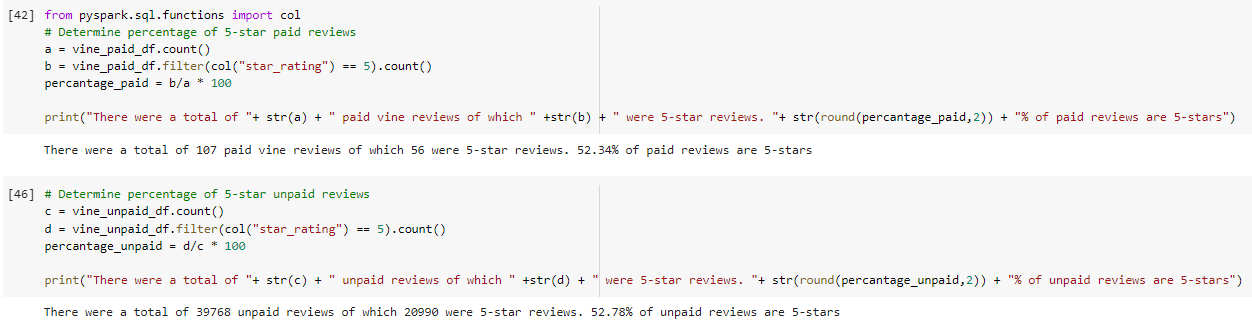 [42] from pyspark.sql.functions import col
# Determine percentage of 5-star paid reviews
a = vine_paid_df.count()
b = vine_paid_df.filter(col("star_rating") == 5).count()
percantage_paid = b/a * 100
print("There were a total of "+ str(a) + " paid vine reviews of which " +str(b) + " were 5-star reviews. "+ str(round(percantage_paid,2)) + "% of paid reviews are 5-stars")
There were a total of 107 paid vine reviews of which 56 were 5-star reviews. 52.34% of paid reviews are 5-stars
[46] # Determine percentage of 5-star unpaid reviews
c = vine_unpaid_df.count()
d = vine_unpaid_df.filter(col("star_rating") == 5).count()
percantage_unpaid = d/c * 100
print("There were a total of "+ str(c) + " unpaid reviews of which " +str(d) + " were 5-star reviews. "+ str(round(percantage_unpaid,2)) + "% of unpaid reviews are 5-stars")
There were a total of 39768 unpaid reviews of which 20990 were 5-star reviews. 52.78% of unpaid reviews are 5-stars